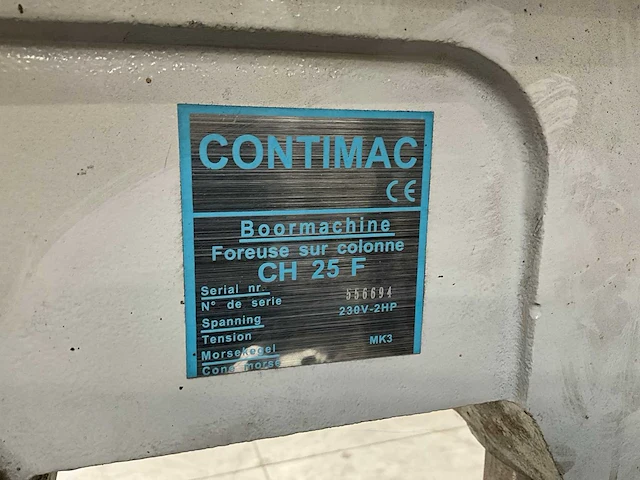 CONTIMAC
CE
Boormachine
Foreuse sur colonne
CH 25 F
Serial nr.. 556694
N° de serie
Spanning 230V-2HP
Tension
Morsekegel MK3
Cone morse